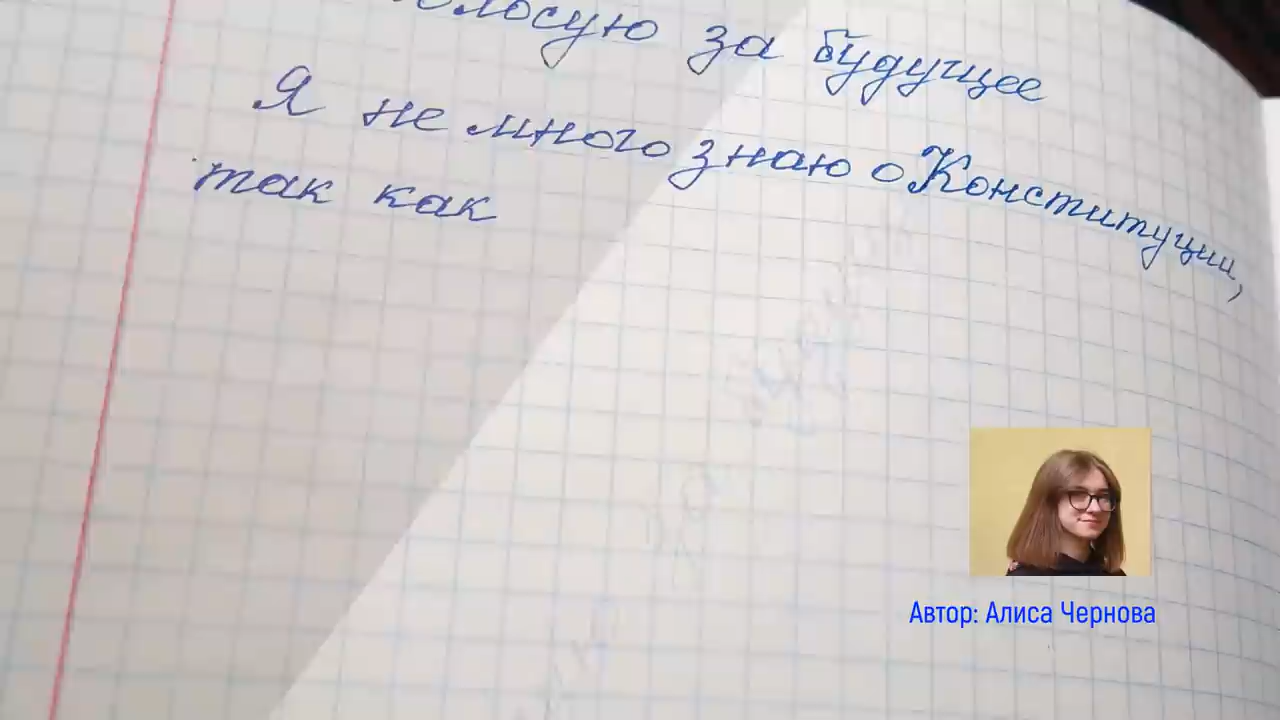 олосую за будущее
Я не много знаю о Конституции,
так как
Автор: Алиса Чернова